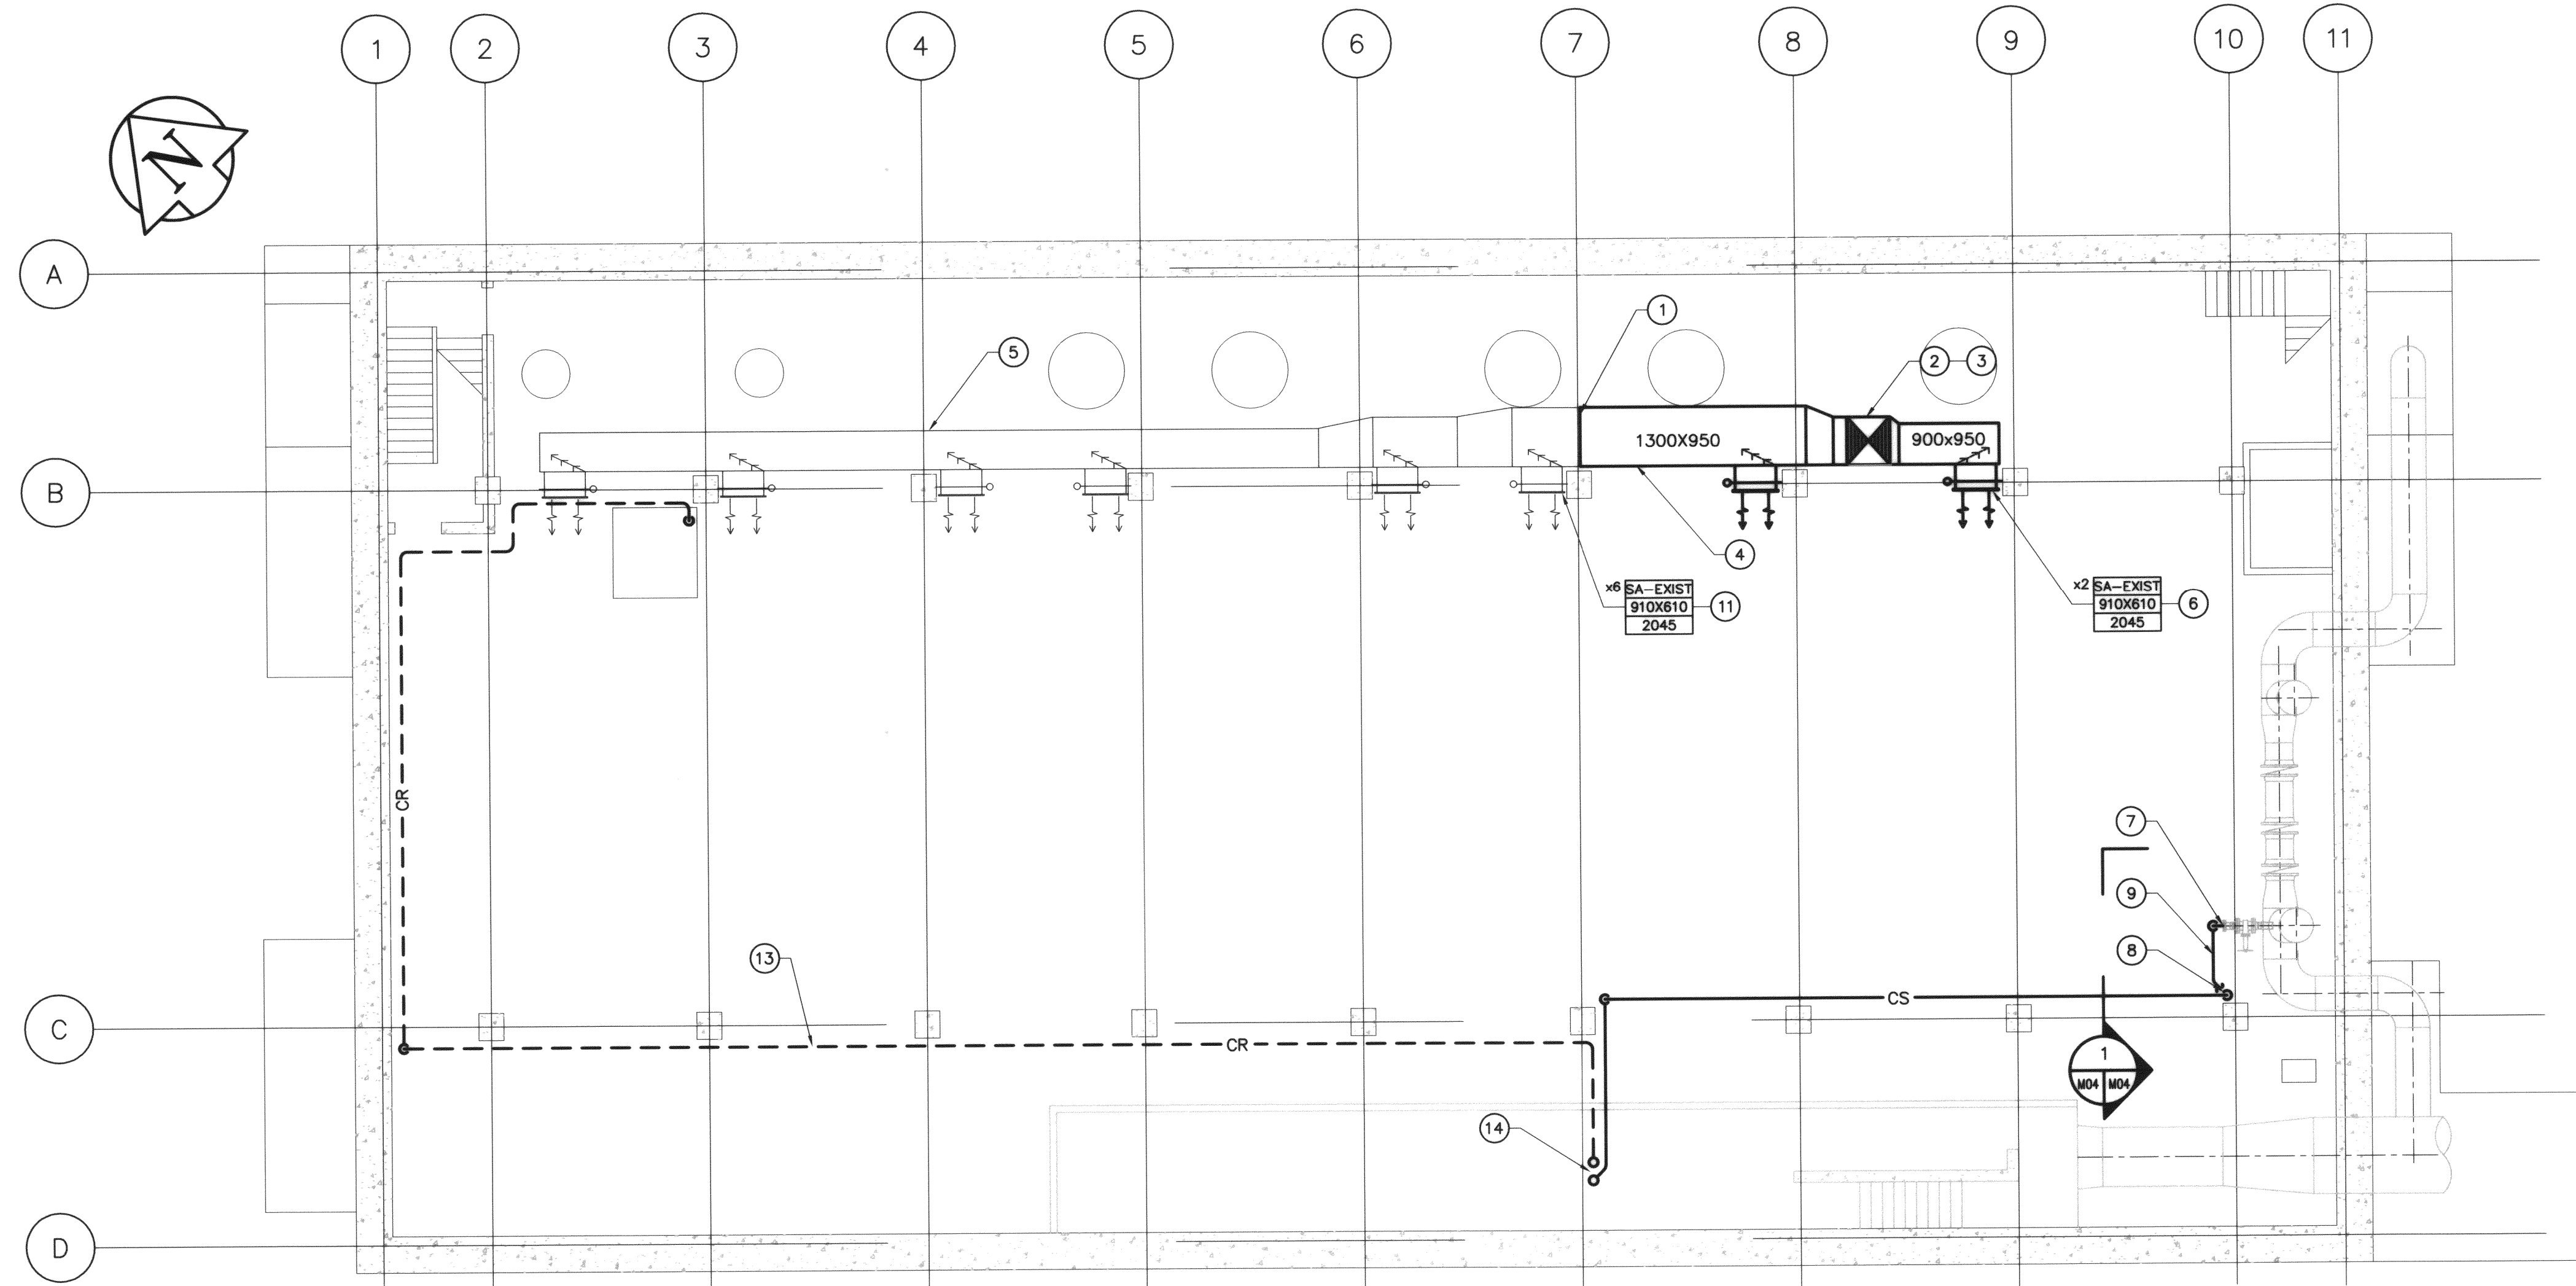 1 2 3 4 5 6 7 8 9 10 11
N
A
1
5
2 3
1300X950
900x950
B
4
x6 SA-EXIST
910X610 11
2045
x2 SA-EXIST
910X610 6
2045
CR
7
9
8
13
CS
C
CR
1
M04 M04
14
D